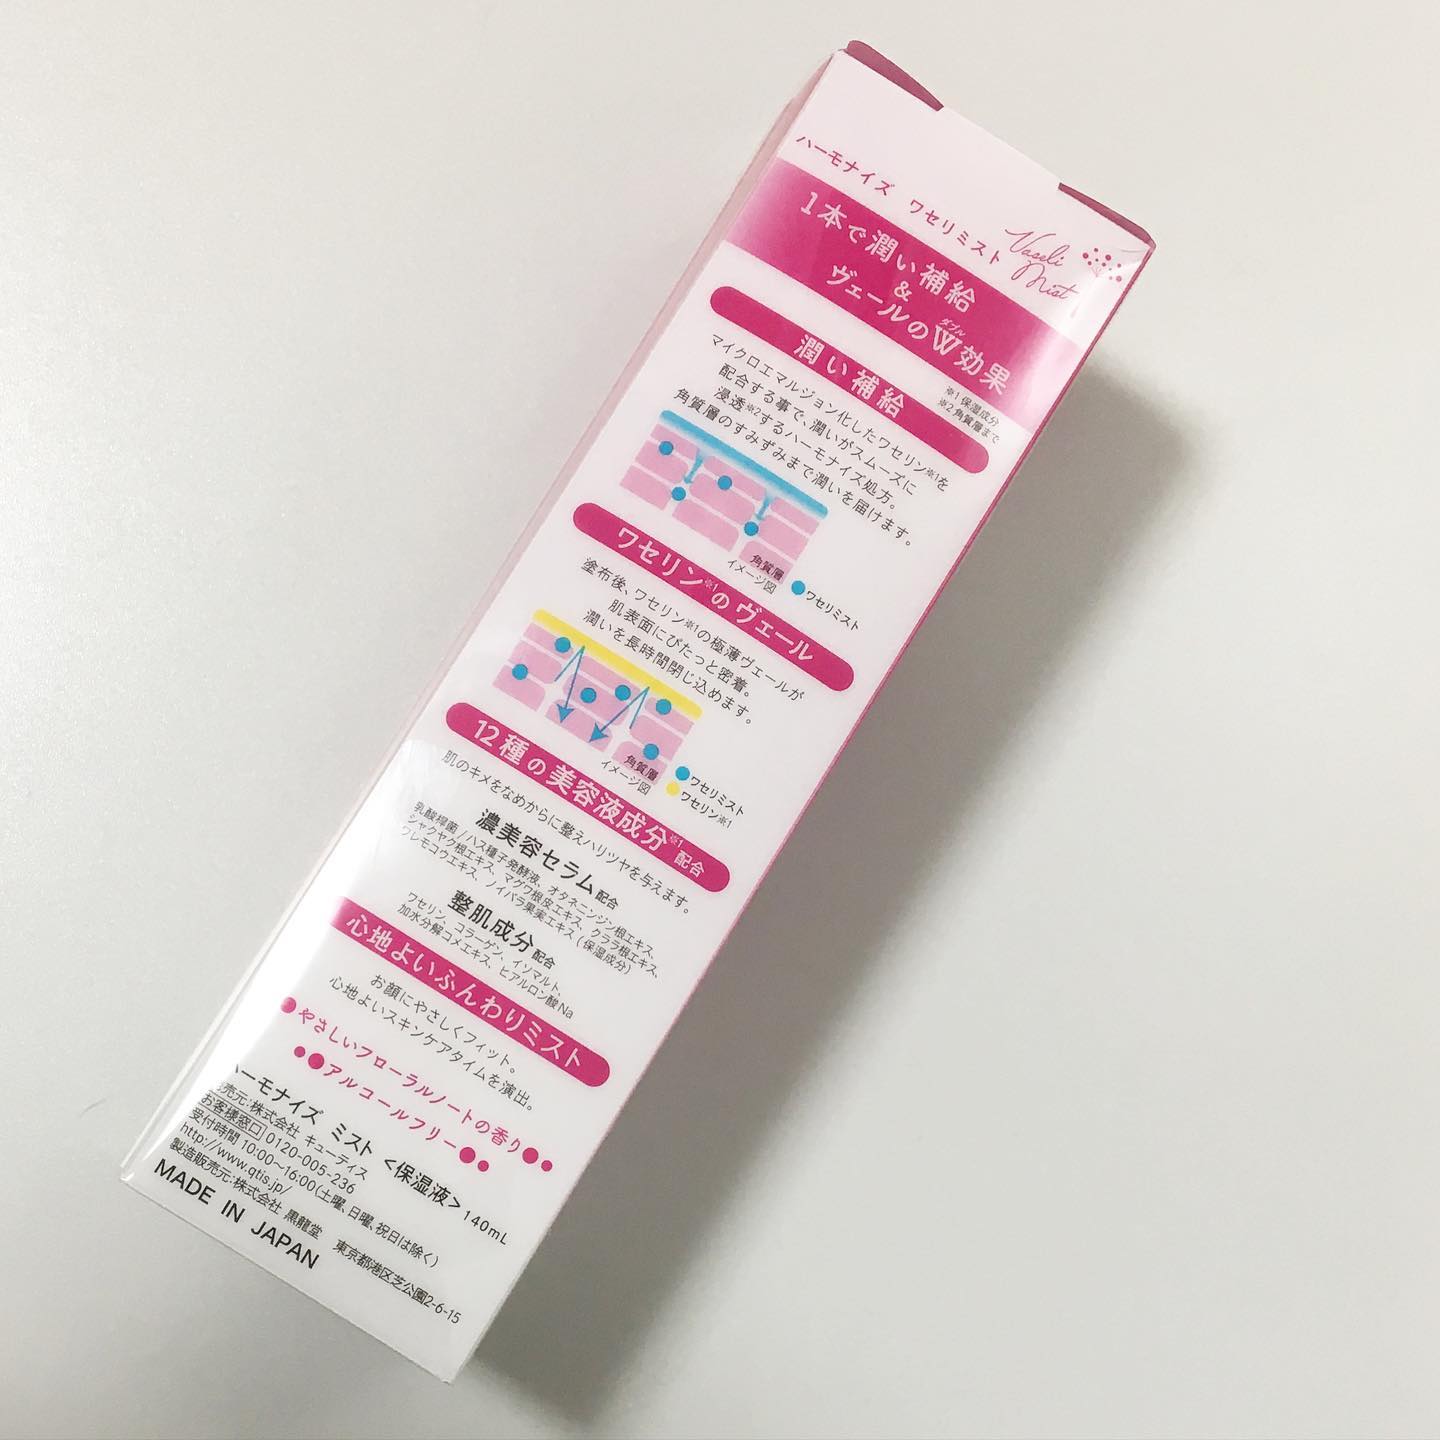 ハーモナイズ ワセリミスト
Vaseli Mist
1本で潤い補給
&
ヴェールのW効果
ダブル
※1 保湿成分
※2 角質層まで
潤い補給
マイクロエマルジョン化したワセリン※1を
配合する事で、潤いがスムーズに
浸透※2するハーモナイズ処方。
角質層のすみずみまで潤いを届けます。
角質層
イメージ図
ワセリミスト
ワセリン※1のヴェール
塗布後、ワセリン※1の極薄ヴェールが
肌表面にぴたっと密着。
潤いを長時間閉じ込めます。
角質層
イメージ図
ワセリミスト
ワセリン※1
12種の美容液成分※1配合
肌のキメをなめからに整えハリツヤを与えます。
濃美容セラム配合
乳酸桿菌/ハス種子発酵液、オタネニンジン根エキス、
シャクヤク根エキス、マグワ根皮エキス、クララ根エキス、
ワレモコウエキス、ノイバラ果実エキス(保湿成分)
整肌成分配合
ワセリン、コラーゲン、イソマルト、
加水分解コメエキス、ヒアルロン酸Na
心地よいふんわりミスト
お顔にやさしくフィット。
心地よいスキンケアタイムを演出。
やさしいフローラルノートの香り
アルコールフリー
ハーモナイズ ミスト <保湿液> 140mL
発売元:株式会社 キューティス
お客様窓口 0120-005-236
受付時間 10:00~16:00(土曜、日曜、祝日は除く)
http://www.qtis.jp/
製造販売元:株式会社 黒龍堂 東京都港区芝公園2-6-15
MADE IN JAPAN